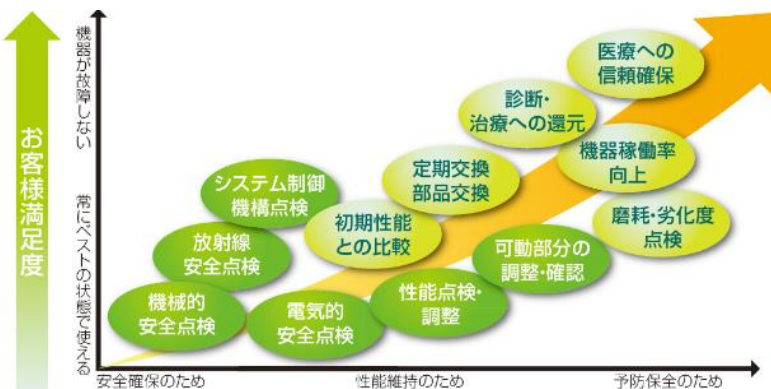 お客様満足度
機器が故障しない
常にベストの状態で使える
医療への
信頼確保
診断・
治療への還元
機器稼働率
向上
定期交換
部品交換
システム制御
機構点検
磨耗・劣化度
点検
初期性能
との比較
放射線
安全点検
可動部分の
調整・確認
機械的
安全点検
電気的
安全点検
性能点検・
調整
安全確保のため
性能維持のため
予防保全のため